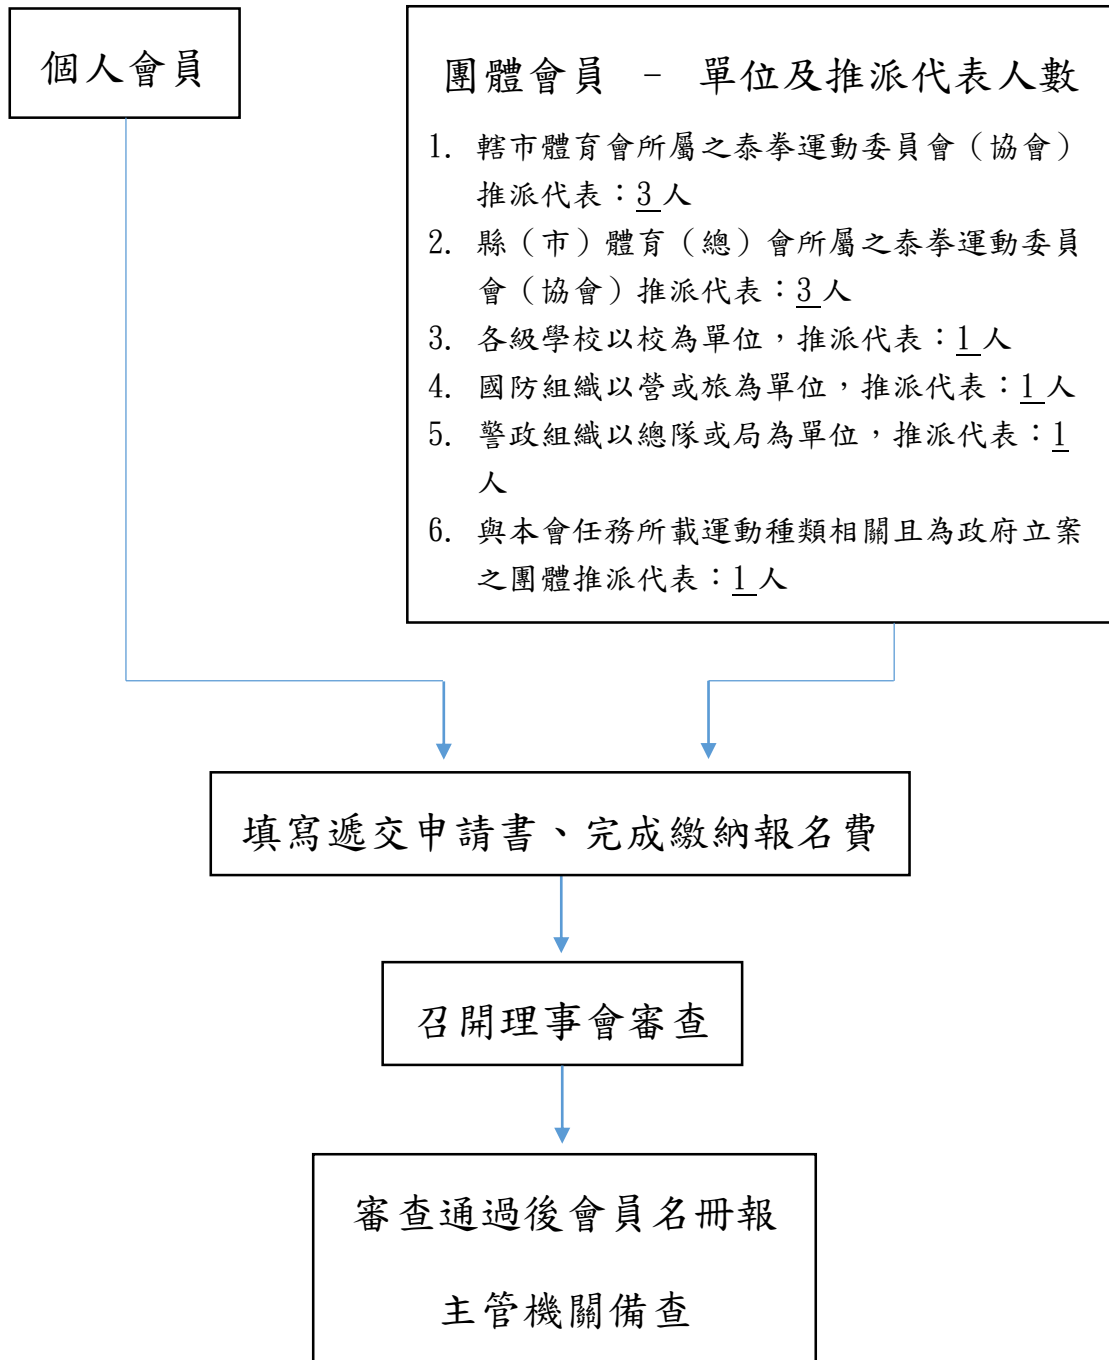 個人會員
團體會員 - 單位及推派代表人數
1. 轄市體育會所屬之泰拳運動委員會（協會）
推派代表：3 人
2. 縣（市）體育（總）會所屬之泰拳運動委員
會（協會）推派代表：3 人
3. 各級學校以校為單位，推派代表：1 人
4. 國防組織以營或旅為單位，推派代表：1 人
5. 警政組織以總隊或局為單位，推派代表：1
人
6. 與本會任務所載運動種類相關且為政府立案
之團體推派代表：1 人
填寫遞交申請書、完成繳納報名費
召開理事會審查
審查通過後會員名冊報
主管機關備查